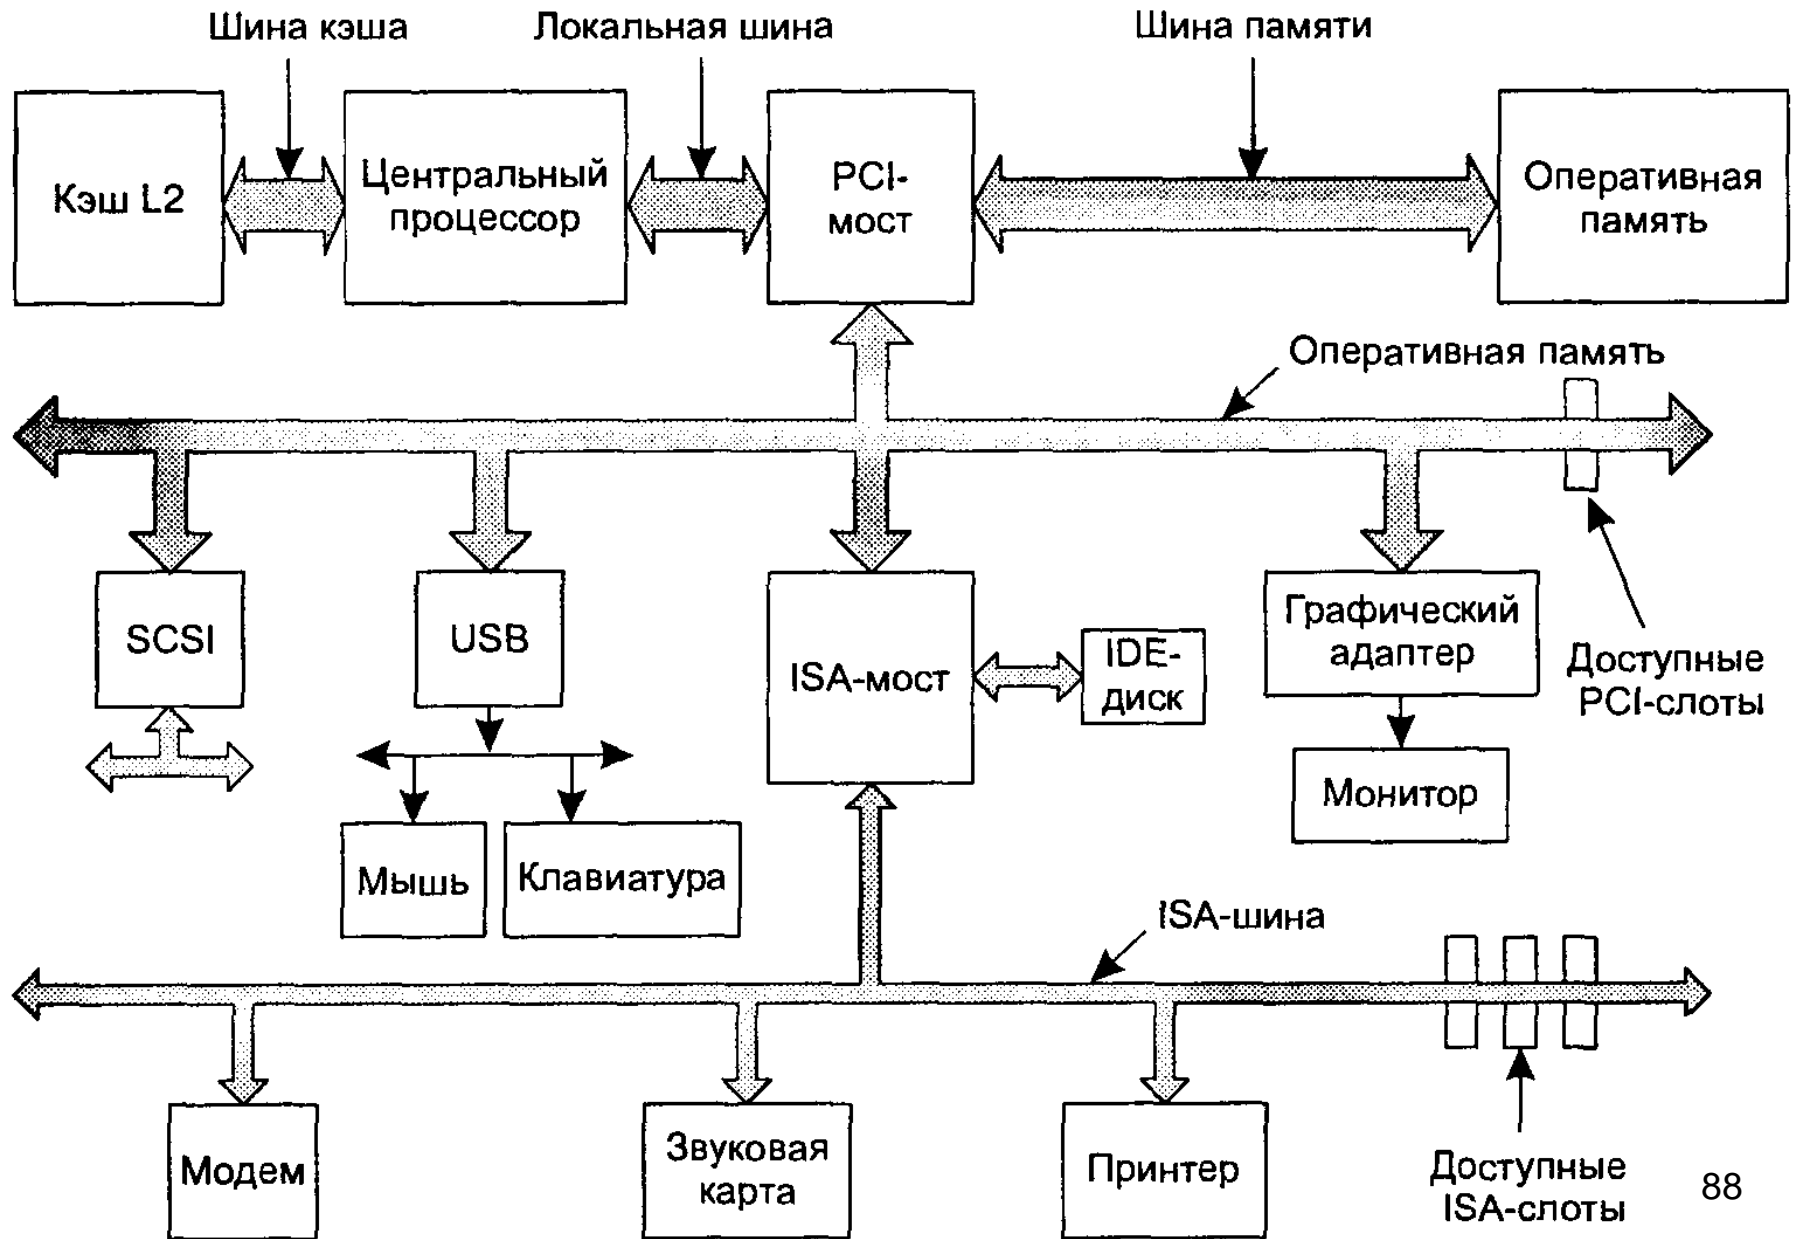 Шина кэша
Локальная шина
Шина памяти
Кэш L2
Центральный
процессор
PCI-
мост
Оперативная
память
Оперативная память
SCSI
USB
ISA-мост
IDE-
диск
Графический
адаптер
Доступные
PCI-слоты
Монитор
Мышь
Клавиатура
ISA-шина
Модем
Звуковая
карта
Принтер
Доступные
ISA-слоты
88